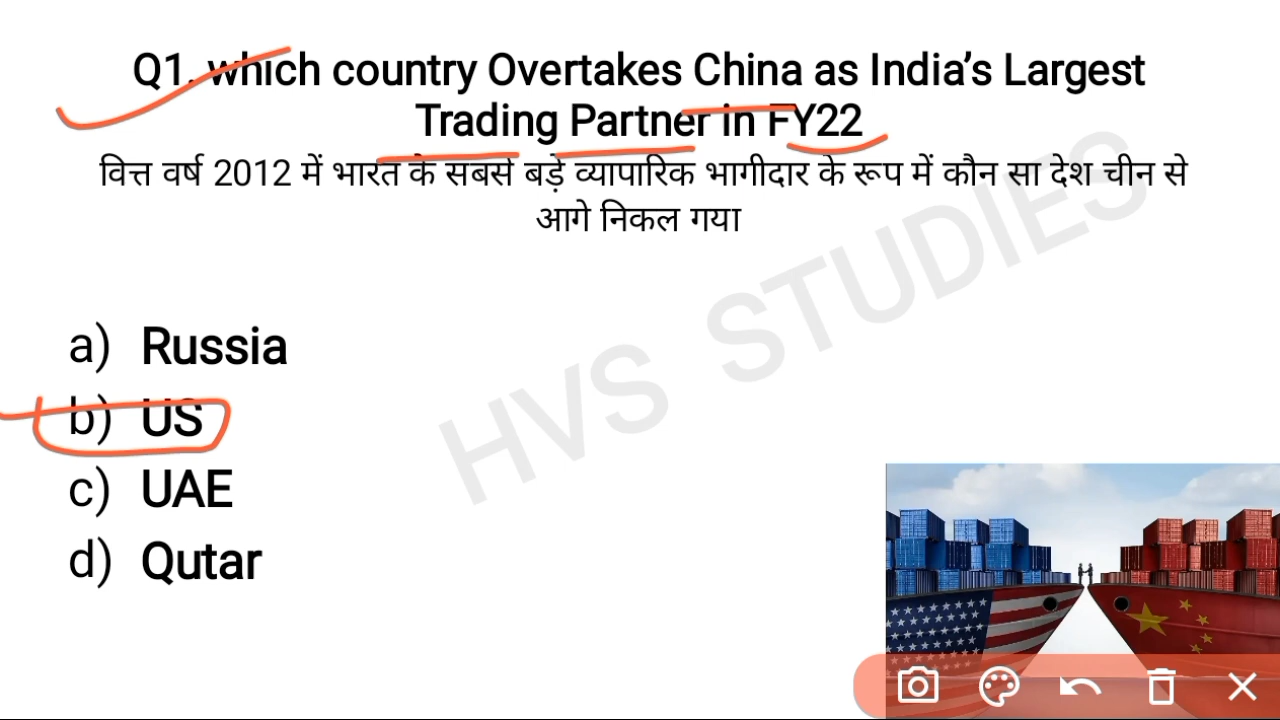 Q1. which country Overtakes China as India's Largest
Trading Partner in FY22
वित्त वर्ष 2012 में भारत के सबसे बड़े व्यापारिक भागीदार के रूप में कौन सा देश चीन से
आगे निकल गया
HVS STUDIES
a) Russia
b) US
c) UAE
d) Qutar